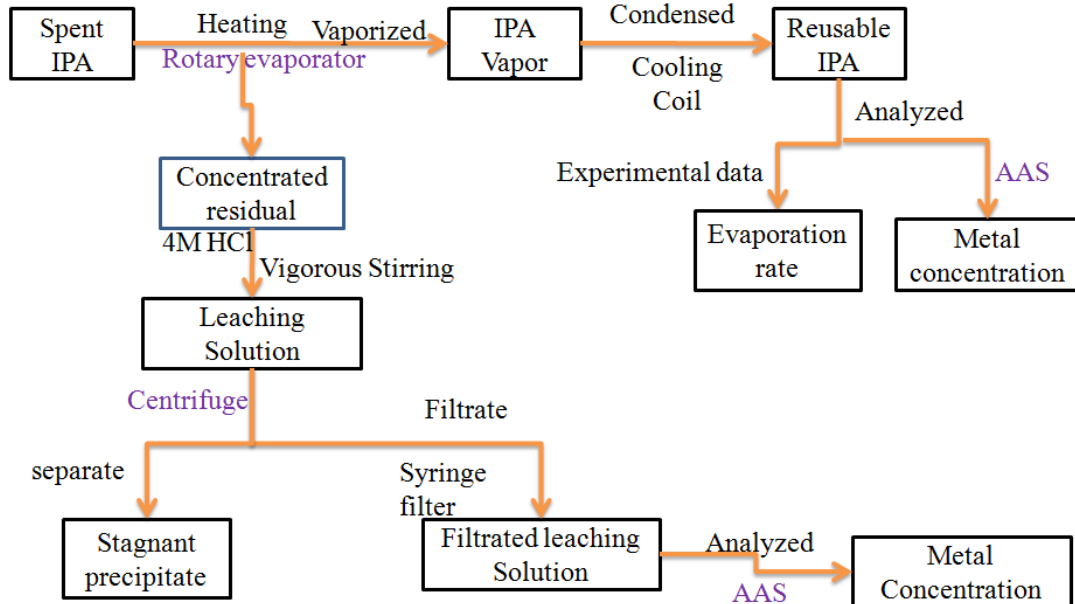 Spent
IPA
Heating
Vaporized
Rotary evaporator
IPA
Vapor
Condensed
Cooling
Coil
Reusable
IPA
Analyzed
Experimental data
AAS
Evaporation
rate
Metal
concentration
Concentrated
residual
4M HCl
Vigorous Stirring
Leaching
Solution
Centrifuge
Filtrate
separate
Syringe
filter
Stagnant
precipitate
Filtrated leaching
Solution
Analyzed
AAS
Metal
Concentration